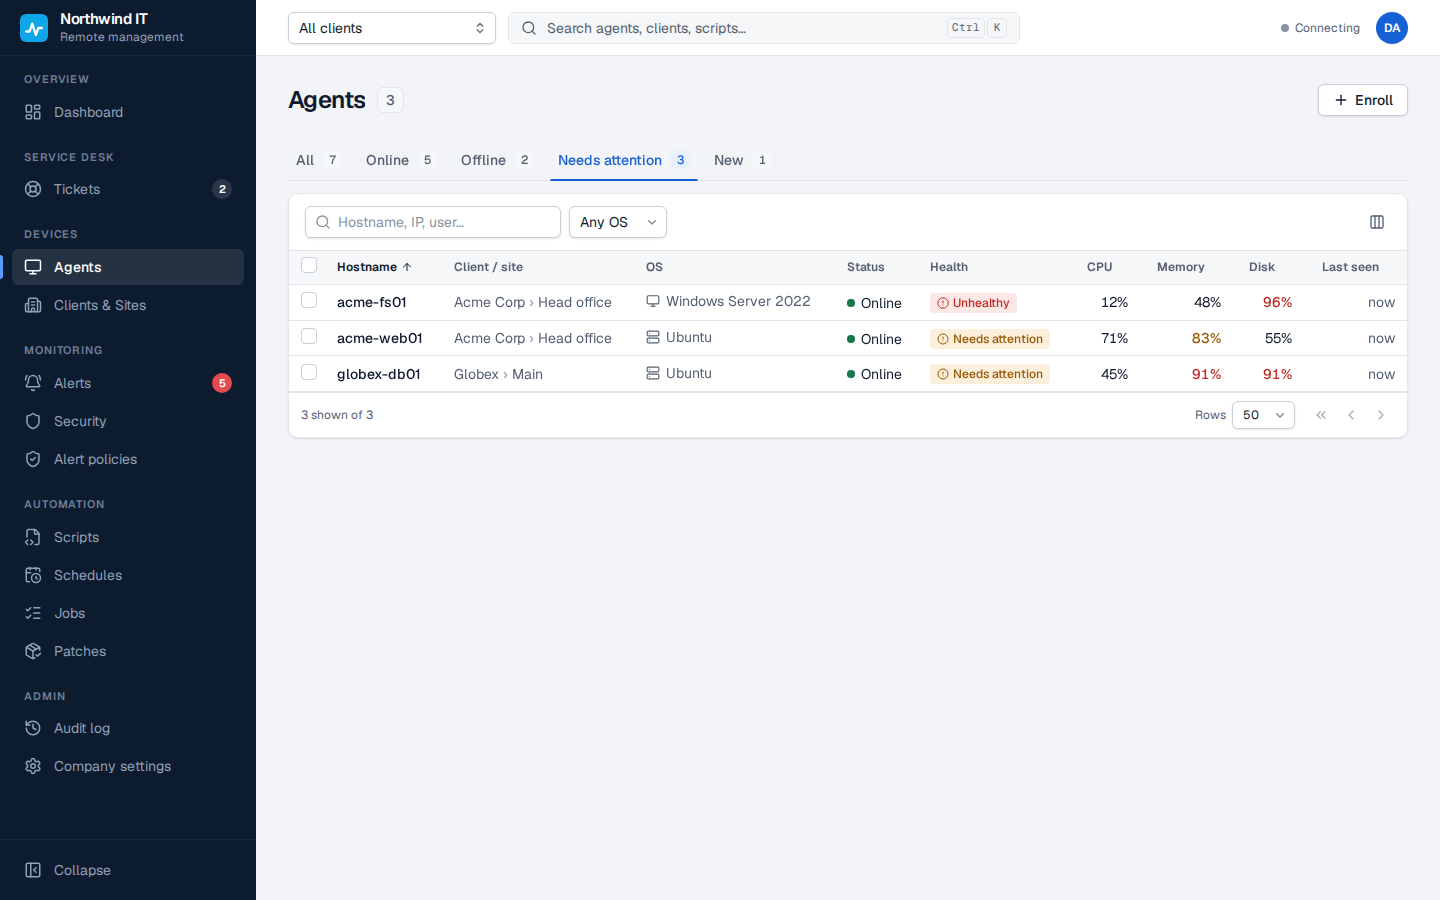 Northwind IT
Remote management
OVERVIEW
Dashboard
SERVICE DESK
Tickets 2
DEVICES
Agents
Clients & Sites
MONITORING
Alerts 5
Security
Alert policies
AUTOMATION
Scripts
Schedules
Jobs
Patches
ADMIN
Audit log
Company settings
Collapse
All clients Search agents, clients, scripts... Ctrl K Connecting DA
Agents 3 Enroll
All 7 Online 5 Offline 2 Needs attention 3 New 1
Hostname, IP, user... Any OS
Hostname ↑ Client / site OS Status Health CPU Memory Disk Last seen
acme-fs01 Acme Corp › Head office Windows Server 2022 Online Unhealthy 12% 48% 96% now
acme-web01 Acme Corp › Head office Ubuntu Online Needs attention 71% 83% 55% now
globex-db01 Globex › Main Ubuntu Online Needs attention 45% 91% 91% now
3 shown of 3 Rows 50